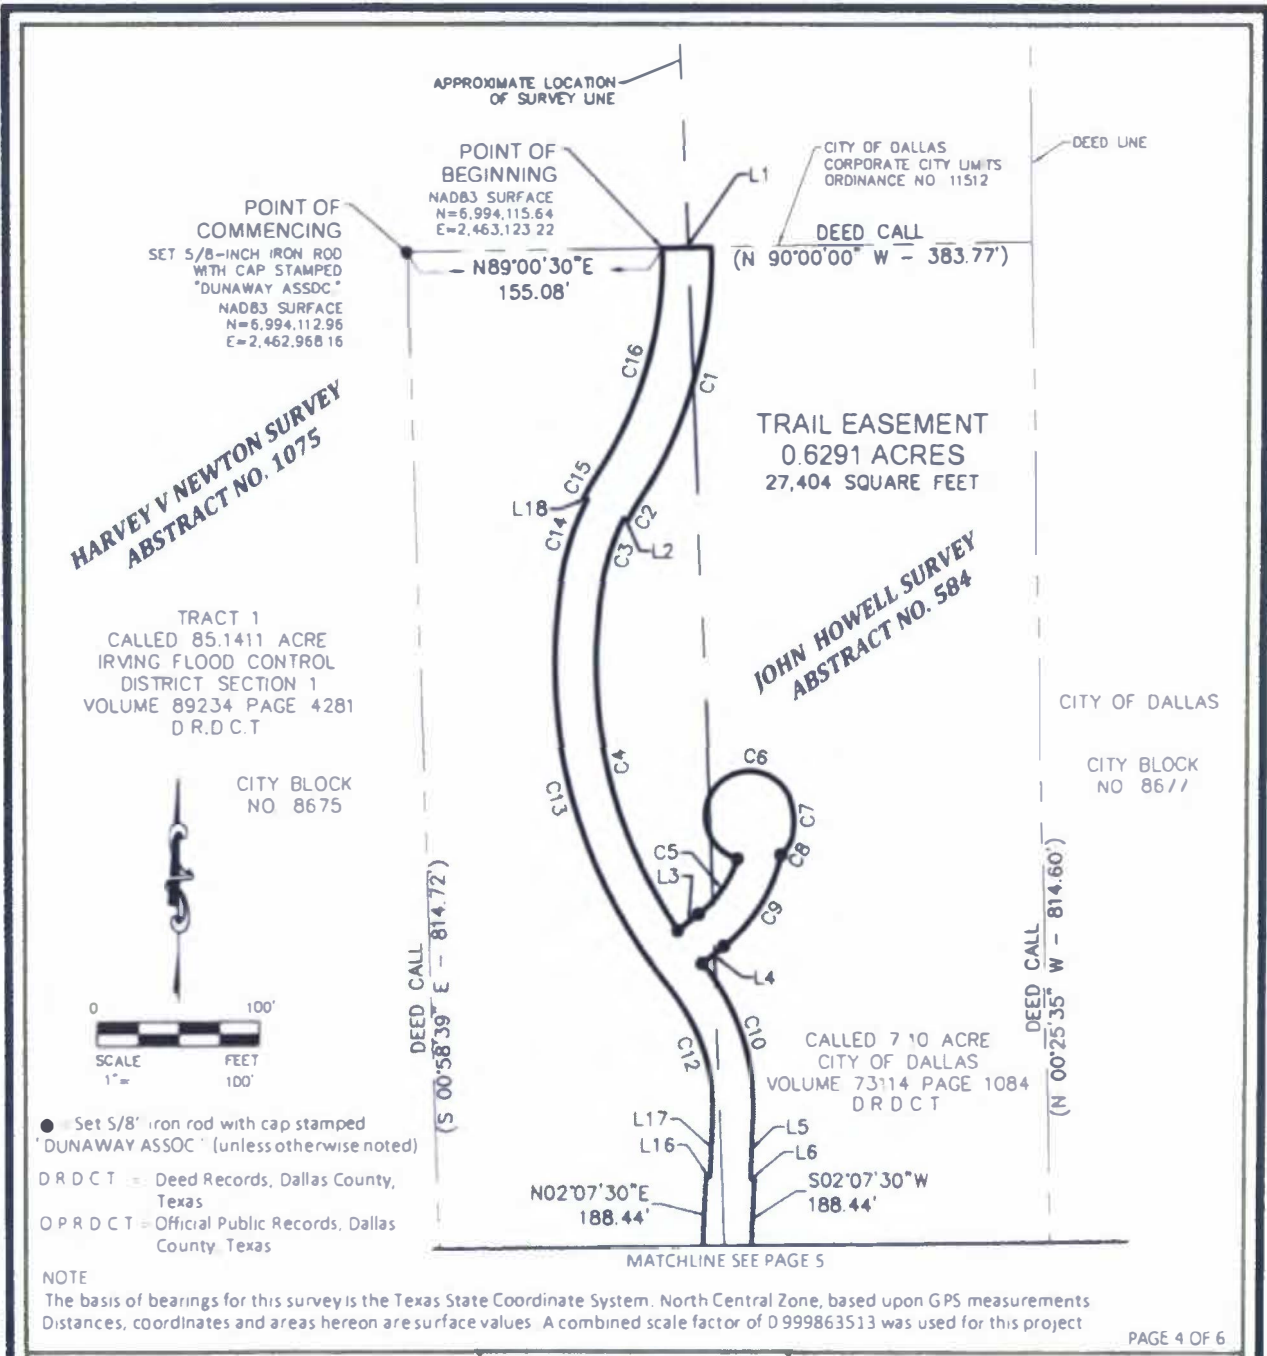 APPROXIMATE LOCATION
OF SURVEY LINE
POINT OF
BEGINNING
NAD83 SURFACE
N=6,994,115.64
E=2,463,123 22
L1
CITY OF DALLAS
CORPORATE CITY LIMITS
ORDINANCE NO 11512
DEED LINE
POINT OF
COMMENCING
SET 5/8-INCH IRON ROD
WITH CAP STAMPED
"DUNAWAY ASSOC"
NAD83 SURFACE
N=6,994,112.96
E=2,462,968 16
N89°00'30"E
155.08'
DEED CALL
(N 90°00'00" W - 383.77')
C16
C1
HARVEY V NEWTON SURVEY
ABSTRACT NO. 1075
TRAIL EASEMENT
0.6291 ACRES
27,404 SQUARE FEET
C15
L18
C14
C2
C3
L2
JOHN HOWELL SURVEY
ABSTRACT NO. 584
TRACT 1
CALLED 85.1411 ACRE
IRVING FLOOD CONTROL
DISTRICT SECTION 1
VOLUME 89234 PAGE 4281
D R.D C.T
CITY OF DALLAS
CITY BLOCK
NO 8677
CITY BLOCK
NO 8675
C4
C13
C6
C7
C8
C5
L3
C9
L4
DEED CALL
(S 00°58'39" E - 814.72')
DEED CALL
(N 00°25'35" W - 814.60')
0 100'
SCALE FEET
1"= 100'
C10
C12
CALLED 7 10 ACRE
CITY OF DALLAS
VOLUME 73114 PAGE 1084
D R D C T
L17
L16
L5
L6
N02°07'30"E
188.44'
S02°07'30"W
188.44'
Set 5/8' iron rod with cap stamped
'DUNAWAY ASSOC ' (unless otherwise noted)
D R D C T = Deed Records, Dallas County,
Texas
O P R D C T = Official Public Records, Dallas
County Texas
MATCHLINE SEE PAGE 5
NOTE
The basis of bearings for this survey is the Texas State Coordinate System. North Central Zone, based upon GPS measurements
Distances, coordinates and areas hereon are surface values A combined scale factor of 0 999863513 was used for this project
PAGE 4 OF 6